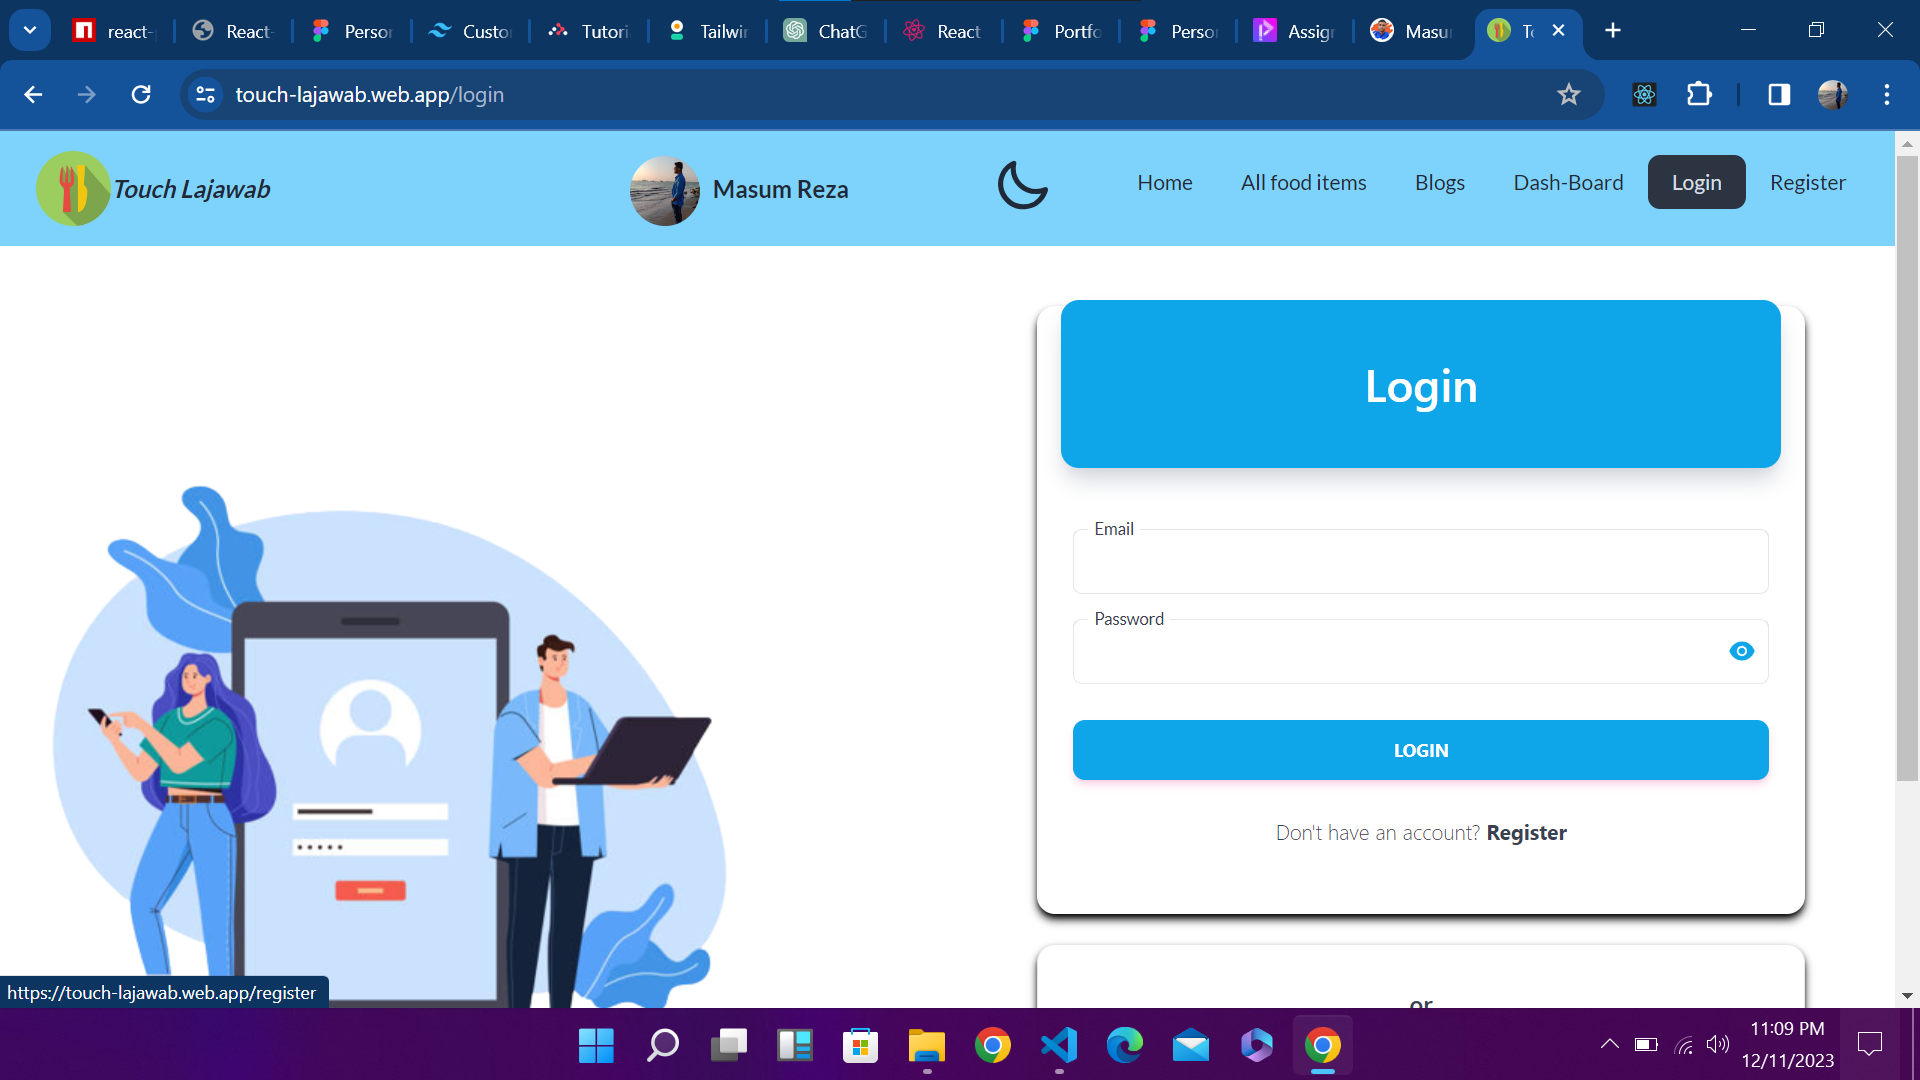 react-
React-
Persor
Custo
Tutori
Tailwin
ChatG
React
Portfo
Persor
Assign
Masur
To
touch-lajawab.web.app/login
Touch Lajawab
Masum Reza
Home
All food items
Blogs
Dash-Board
Login
Register
Login
Email
Password
LOGIN
Don't have an account? Register
or
https://touch-lajawab.web.app/register
11:09 PM
12/11/2023